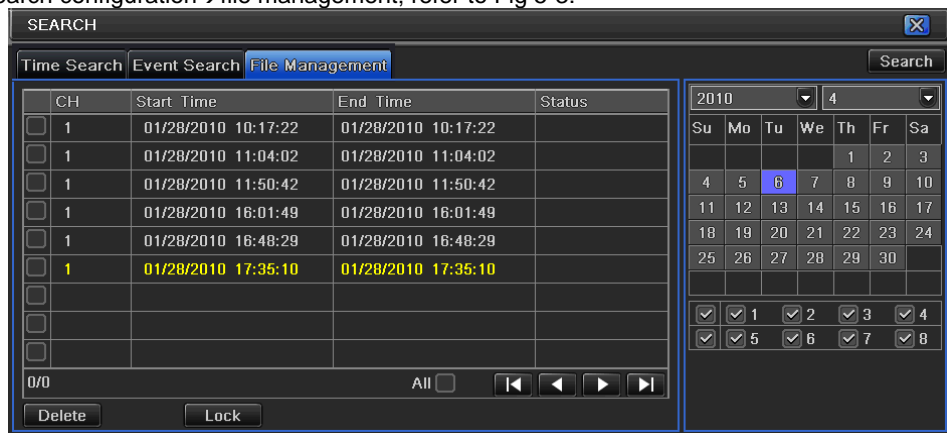 SEARCH
Time Search Event Search File Management Search
CH Start Time End Time Status
1 01/28/2010 10:17:22 01/28/2010 10:17:22
1 01/28/2010 11:04:02 01/28/2010 11:04:02
1 01/28/2010 11:50:42 01/28/2010 11:50:42
1 01/28/2010 16:01:49 01/28/2010 16:01:49
1 01/28/2010 16:48:29 01/28/2010 16:48:29
1 01/28/2010 17:35:10 01/28/2010 17:35:10
0/0 All
Delete Lock
2010 4
Su Mo Tu We Th Fr Sa
1 2 3
4 5 6 7 8 9 10
11 12 13 14 15 16 17
18 19 20 21 22 23 24
25 26 27 28 29 30
1 2 3 4
5 6 7 8